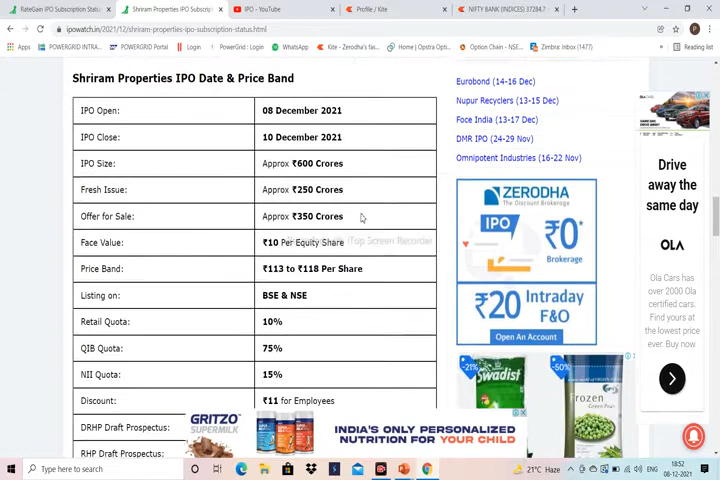 RateGain IPO Subscription Status
Shriram Properties IPO Subscrip
IPO - YouTube
Profile / Kite
NIFTY BANK (INDICES) 37284.7
ipowatch.in/2021/12/shriram-properties-ipo-subscription-status.html
Apps
POWERGRID INTRA
POWERGRID Portal
Login
PowerGrid : Login
WhatsApp
Kite - Zerodha's fa
Home | Opstra Opti
Option Chain - NSE
Zimbra: Inbox (1477)
Reading list
Shriram Properties IPO Date & Price Band
IPO Open: 08 December 2021
IPO Close: 10 December 2021
IPO Size: Approx ₹600 Crores
Fresh Issue: Approx ₹250 Crores
Offer for Sale: Approx ₹350 Crores
Face Value: ₹10 Per Equity Share
Price Band: ₹113 to ₹118 Per Share
Listing on: BSE & NSE
Retail Quota: 10%
QIB Quota: 75%
NII Quota: 15%
Discount: ₹11 for Employees
DRHP Draft Prospectus:
RHP Draft Prospectus:
iTop Screen Recorder
Eurobond (14-16 Dec)
Nupur Recyclers (13-15 Dec)
Foce India (13-17 Dec)
DMR IPO (24-29 Nov)
Omnipotent Industries (16-22 Nov)
ZERODHA
The Discount Brokerage
IPO
₹0*
Brokerage
₹20 Intraday
F&O
Open An Account
-21%
Swadist
-50%
Frozen
Green Peas
Drive
away the
same day
OLA
Ola Cars has
over 2000 Ola
certified cars.
Find yours at
the lowest price
ever. Buy now
GRITZO
SUPERMILK
INDIA'S ONLY PERSONALIZED
NUTRITION FOR YOUR CHILD
Type here to search
21°C Haze
ENG
18:52
08-12-2021